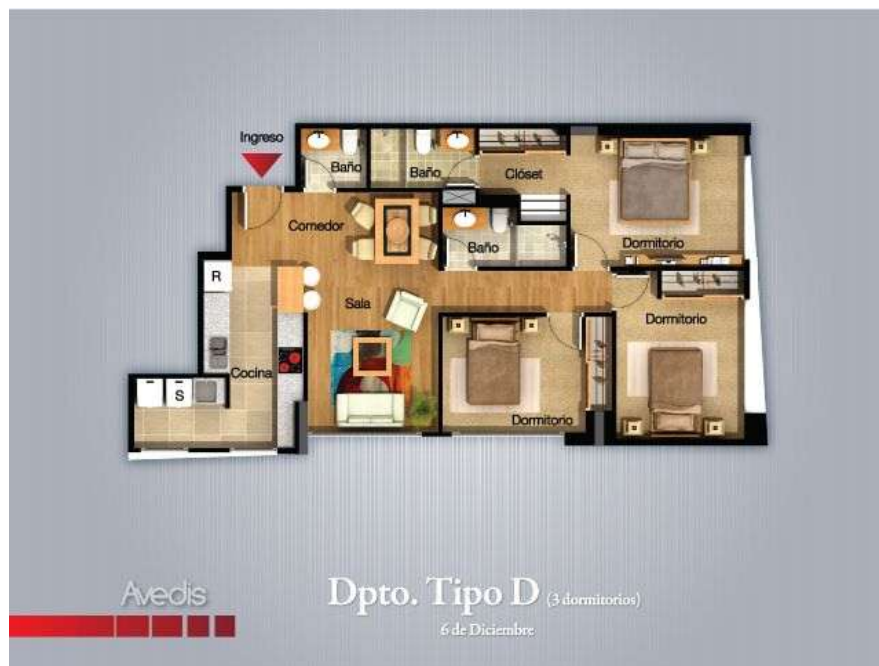 Ingreso
Baño
Baño
Clóset
Comedor
Baño
Dormitorio
R
Sala
Dormitorio
Cocina
S
Dormitorio
Avedis
Dpto. Tipo D (3 dormitorios)
6 de Diciembre